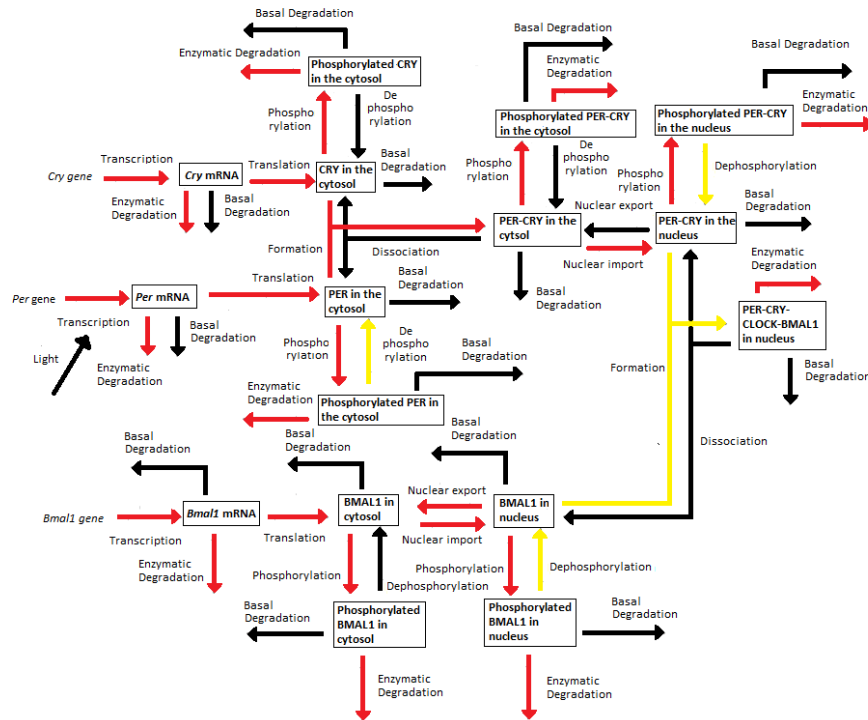 Basal Degradation
Basal Degradation
Basal Degradation
Enzymatic Degradation
Phosphorylated CRY
in the cytosol
Enzymatic
Degradation
Enzymatic
Degradation
Phosphorylated PER-CRY
in the cytosol
Phosphorylated PER-CRY
in the nucleus
Phospho
rylation
De
phospho
rylation
Phospho
rylation
De
phospho
rylation
Phospho
rylation
Dephosphorylation
Transcription
Translation
Cry gene
Cry mRNA
CRY in the
cytosol
Basal
Degradation
Enzymatic
Degradation
Basal
Degradation
Nuclear export
PER-CRY in the
cytsol
PER-CRY in the
nucleus
Basal
Degradation
Formation
Dissociation
Nuclear import
Enzymatic
Degradation
Translation
Basal
Degradation
Basal
Degradation
Per gene
Per mRNA
PER in the
cytosol
PER-CRY-
CLOCK-BMAL1
in nucleus
Transcription
Basal
Degradation
Light
Enzymatic
Degradation
Phospho
rylation
De
phospho
rylation
Basal
Degradation
Formation
Basal
Degradation
Enzymatic
Degradation
Phosphorylated PER in the
cytosol
Basal
Degradation
Basal
Degradation
Basal
Degradation
Dissociation
Nuclear export
Bmal1 gene
Bmal1 mRNA
BMAL1 in
cytosol
BMAL1 in
nucleus
Transcription
Translation
Nuclear import
Enzymatic
Degradation
Phosphorylation
Dephosphorylation
Phosphorylation
Dephosphorylation
Basal
Degradation
Phosphorylated
BMAL1 in
cytosol
Phosphorylated
BMAL1 in
nucleus
Basal
Degradation
Enzymatic
Degradation
Enzymatic
Degradation